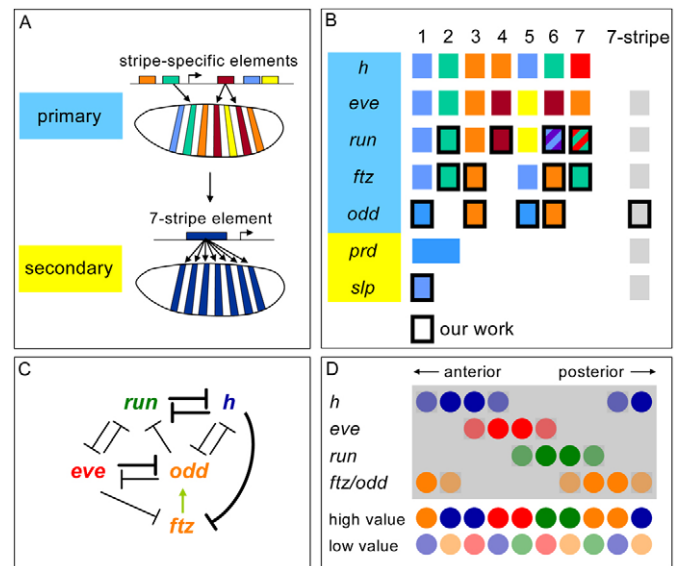 A
stripe-specific elements
primary
7-stripe element
secondary
B
1 2 3 4 5 6 7 7-stripe
h
eve
run
ftz
odd
prd
slp
our work
C
run h
eve odd
ftz
D
anterior posterior
h
eve
run
ftz/odd
high value
low value